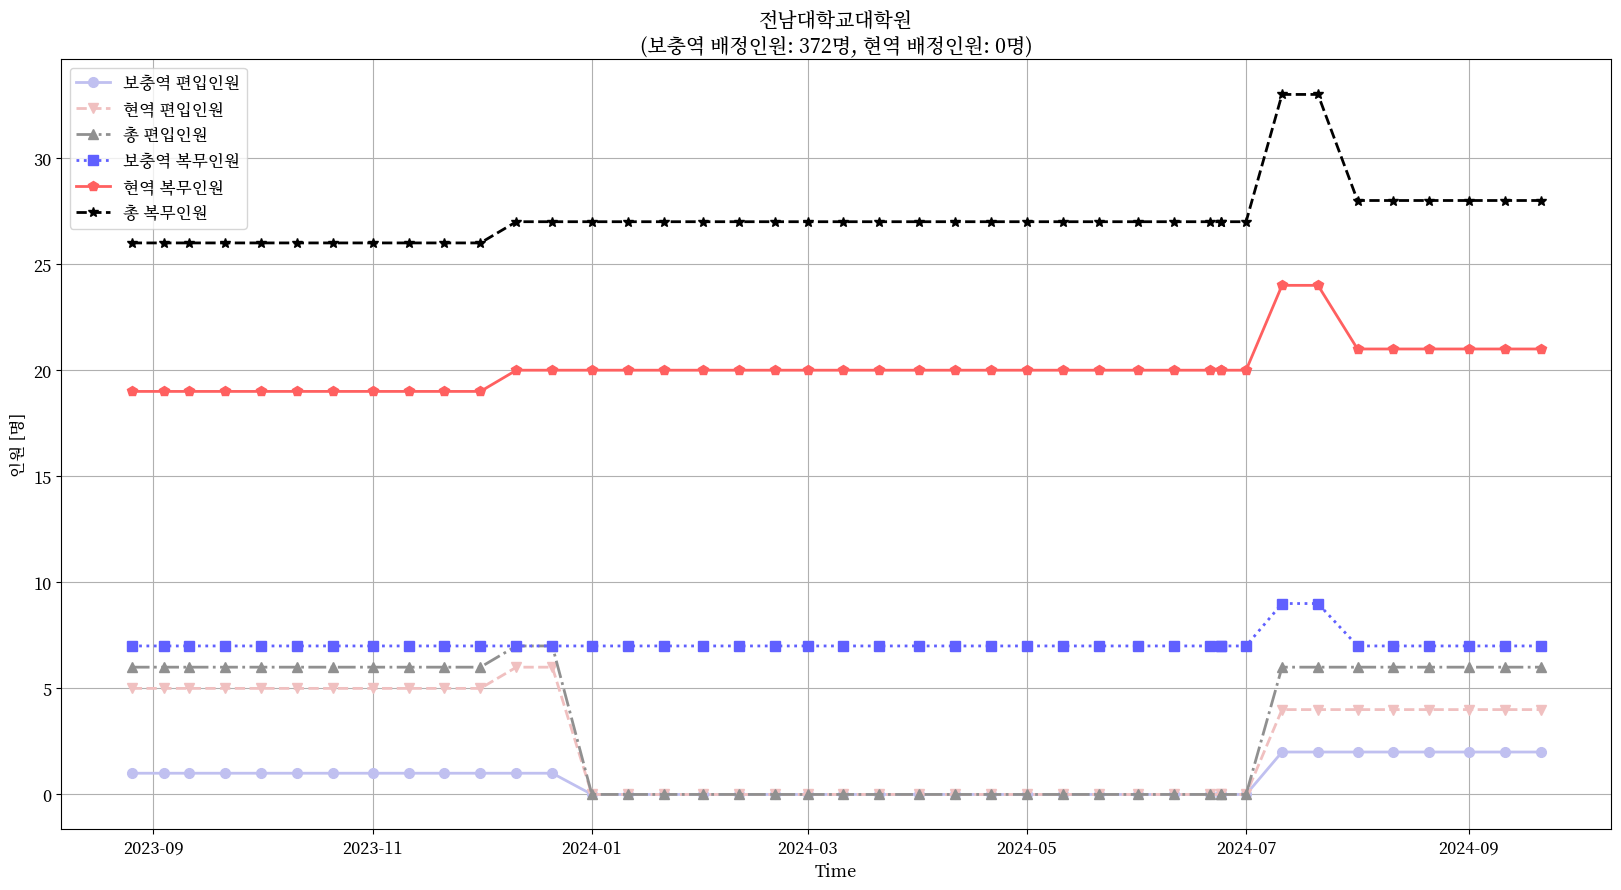 전남대학교대학원
(보충역 배정인원: 372명, 현역 배정인원: 0명)
보충역 편입인원
현역 편입인원
총 편입인원
보충역 복무인원
현역 복무인원
총 복무인원
인원 [명]
30
25
20
15
10
5
0
2023-09
2023-11
2024-01
2024-03
2024-05
2024-07
2024-09
Time